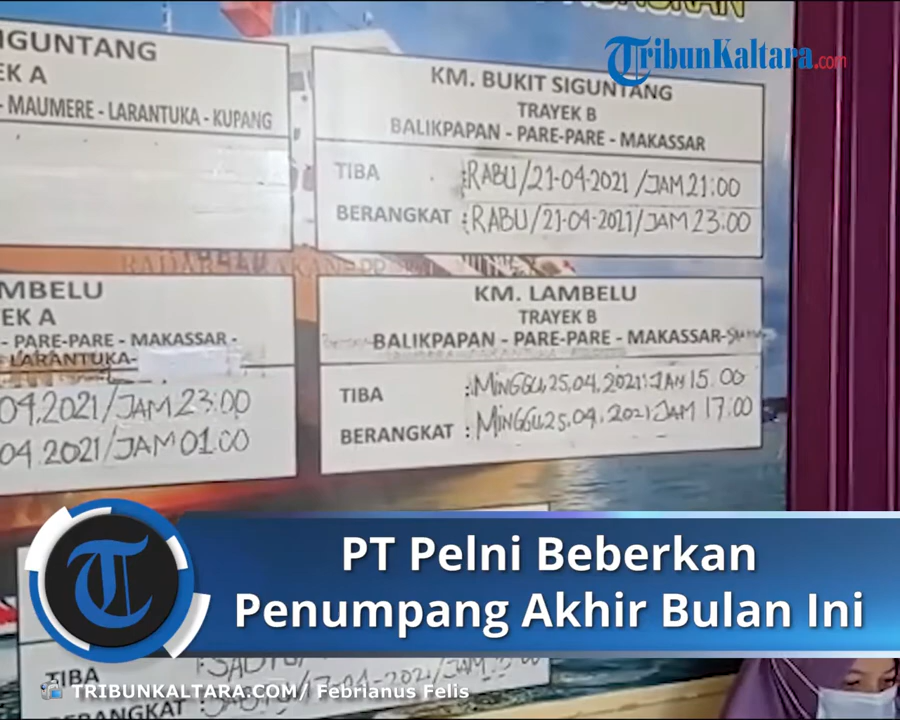 TribunKaltara.com
IGUNTANG
EK A
- MAUMERE - LARANTUKA - KUPANG
KM. BUKIT SIGUNTANG
TRAYEK B
BALIKPAPAN - PARE-PARE - MAKASSAR
TIBA :RABU/21-04-2021/JAM 21:00
BERANGKAT :RABU/21-04-2021/JAM 23.00
MBELU
EK A
- PARE-PARE - MAKASSAR -
LARANTUKA-
04.2021/JAM 23:00
04.2021/JAM 01:00
KM. LAMBELU
TRAYEK B
BALIKPAPAN - PARE-PARE - MAKASSAR-
TIBA :MINGGU,25,04,2021:JAM 15.00
BERANGKAT :MINGGU,25.04.2021 JAM 17.00
PT Pelni Beberkan
Penumpang Akhir Bulan Ini
TIBA
BERANGKAT
TRIBUNKALTARA.COM/ Febrianus Felis